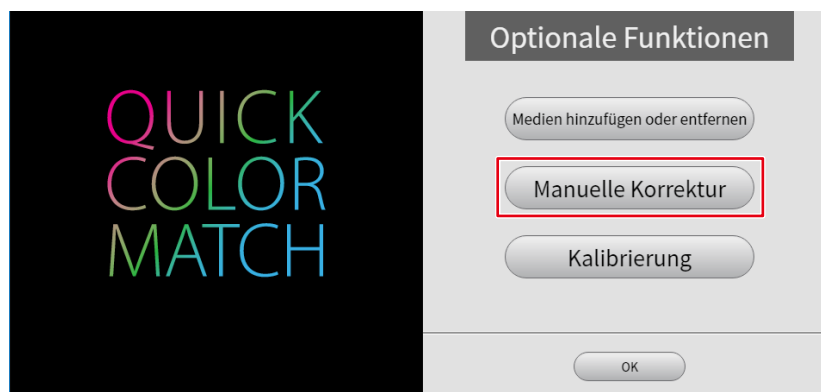 QUICK
COLOR
MATCH
Optionale Funktionen
Medien hinzufügen oder entfernen
Manuelle Korrektur
Kalibrierung
OK